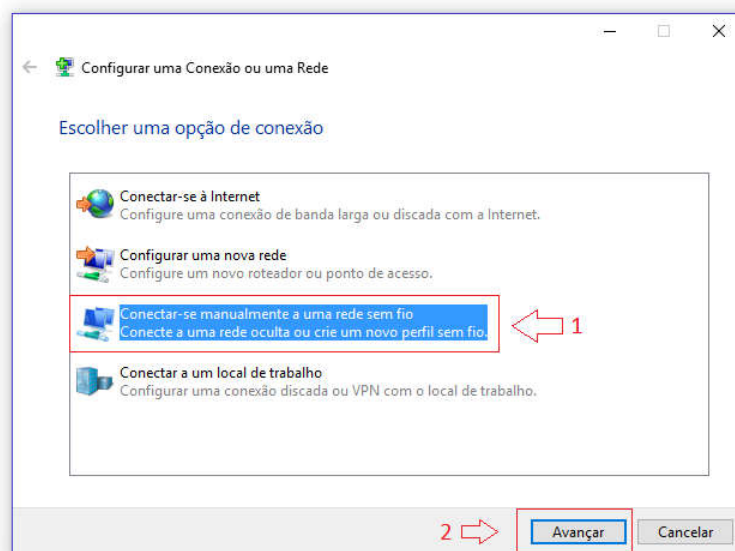 Configurar uma Conexão ou uma Rede
Escolher uma opção de conexão
Conectar-se à Internet
Configure uma conexão de banda larga ou discada com a Internet.
Configurar uma nova rede
Configure um novo roteador ou ponto de acesso.
Conectar-se manualmente a uma rede sem fio
Conecte a uma rede oculta ou crie um novo perfil sem fio.
1
Conectar a um local de trabalho
Configurar uma conexão discada ou VPN com o local de trabalho.
2
Avançar
Cancelar